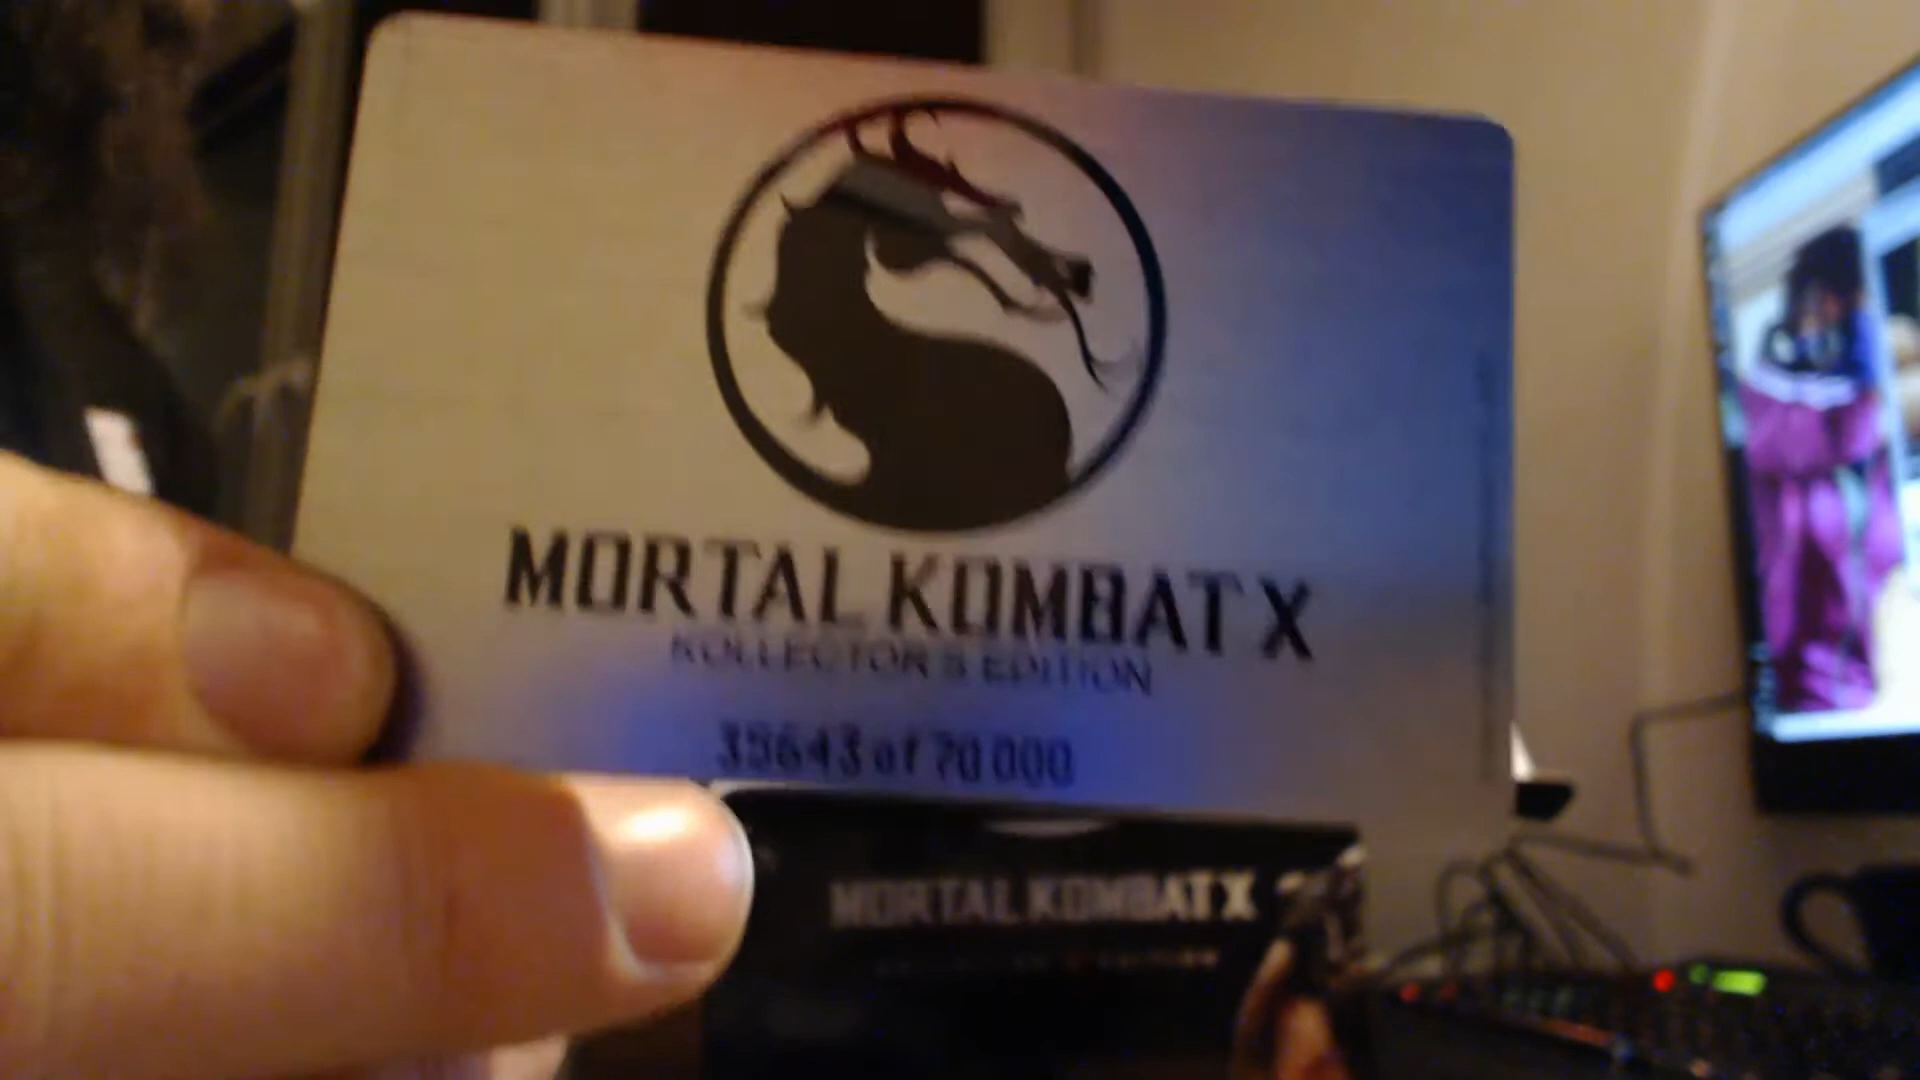 MORTAL KOMBAT X
KOLLECTOR'S EDITION
35643 of 70 000
MORTAL KOMBAT X